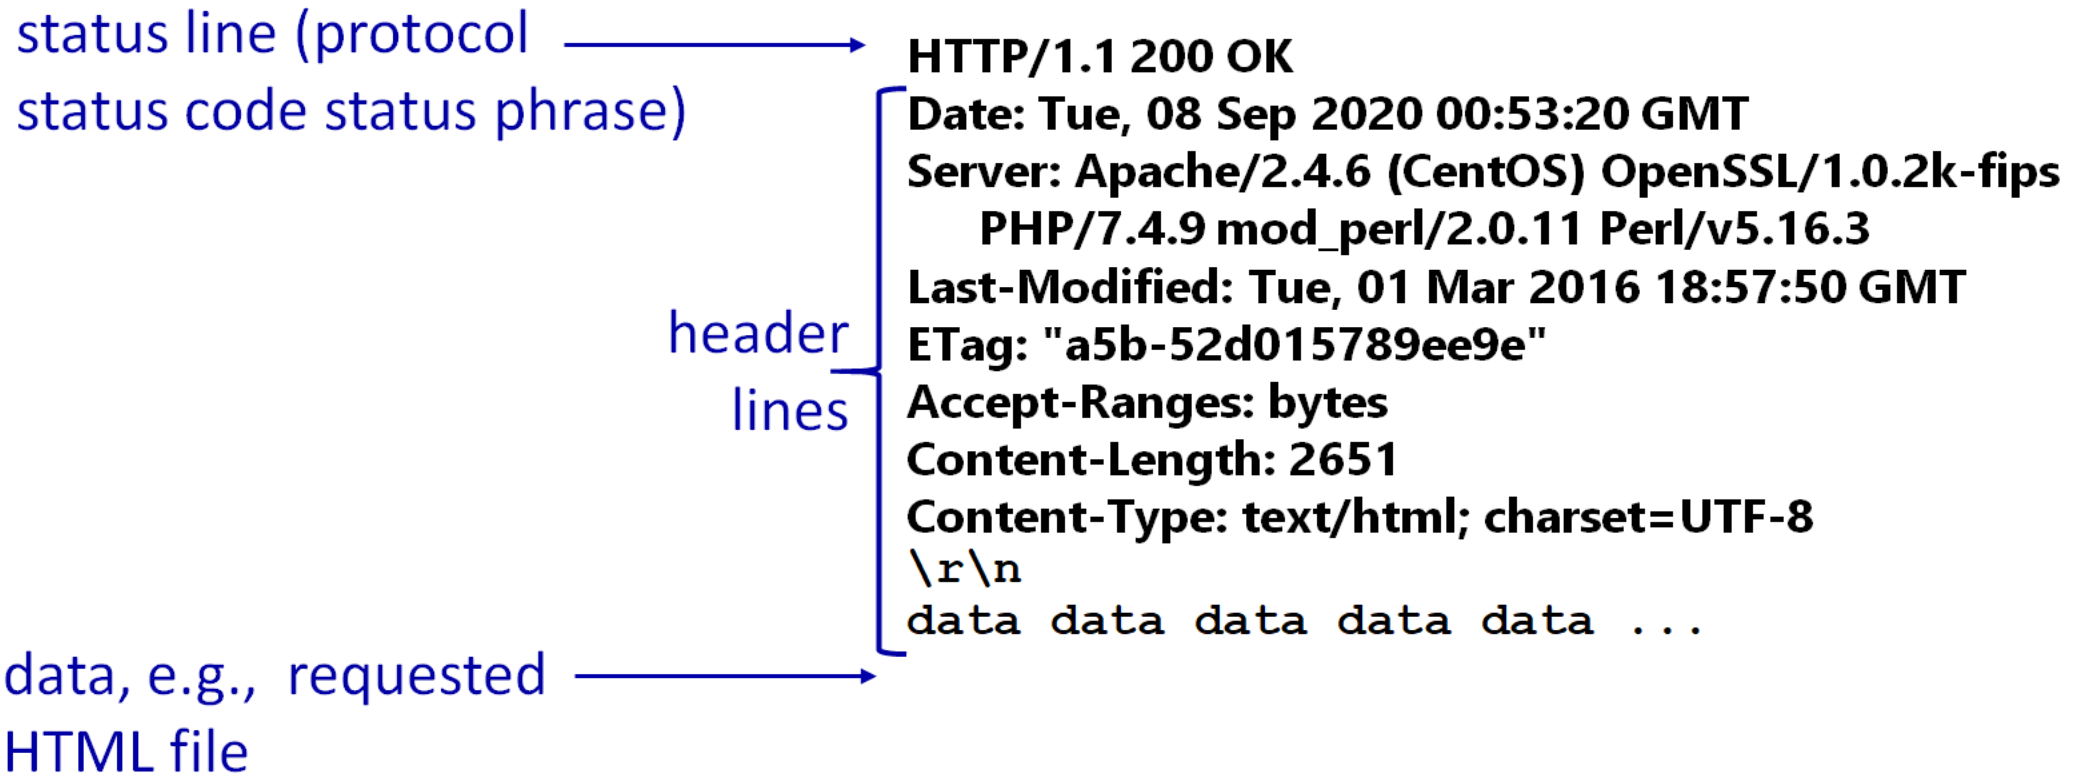 status line (protocol
status code status phrase)
HTTP/1.1 200 OK
Date: Tue, 08 Sep 2020 00:53:20 GMT
Server: Apache/2.4.6 (CentOS) OpenSSL/1.0.2k-fips
PHP/7.4.9 mod_perl/2.0.11 Perl/v5.16.3
Last-Modified: Tue, 01 Mar 2016 18:57:50 GMT
ETag: "a5b-52d015789ee9e"
Accept-Ranges: bytes
Content-Length: 2651
Content-Type: text/html; charset=UTF-8
\r\n
data data data data data ...
header
lines
data, e.g., requested
HTML file